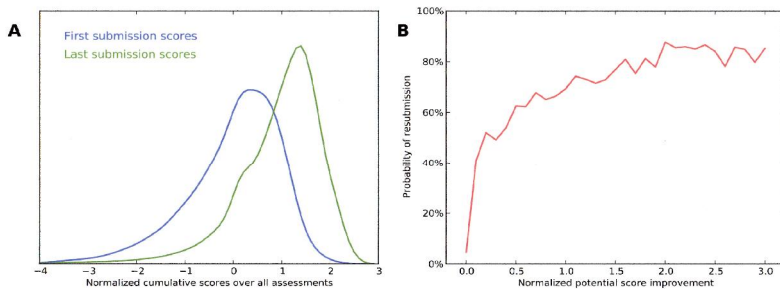 A
First submission scores
Last submission scores
−4 −3 −2 −1 0 1 2 3
Normalized cumulative scores over all assessments
B
100%
80%
60%
40%
20%
0%
Probability of resubmission
0.0 0.5 1.0 1.5 2.0 2.5 3.0
Normalized potential score improvement